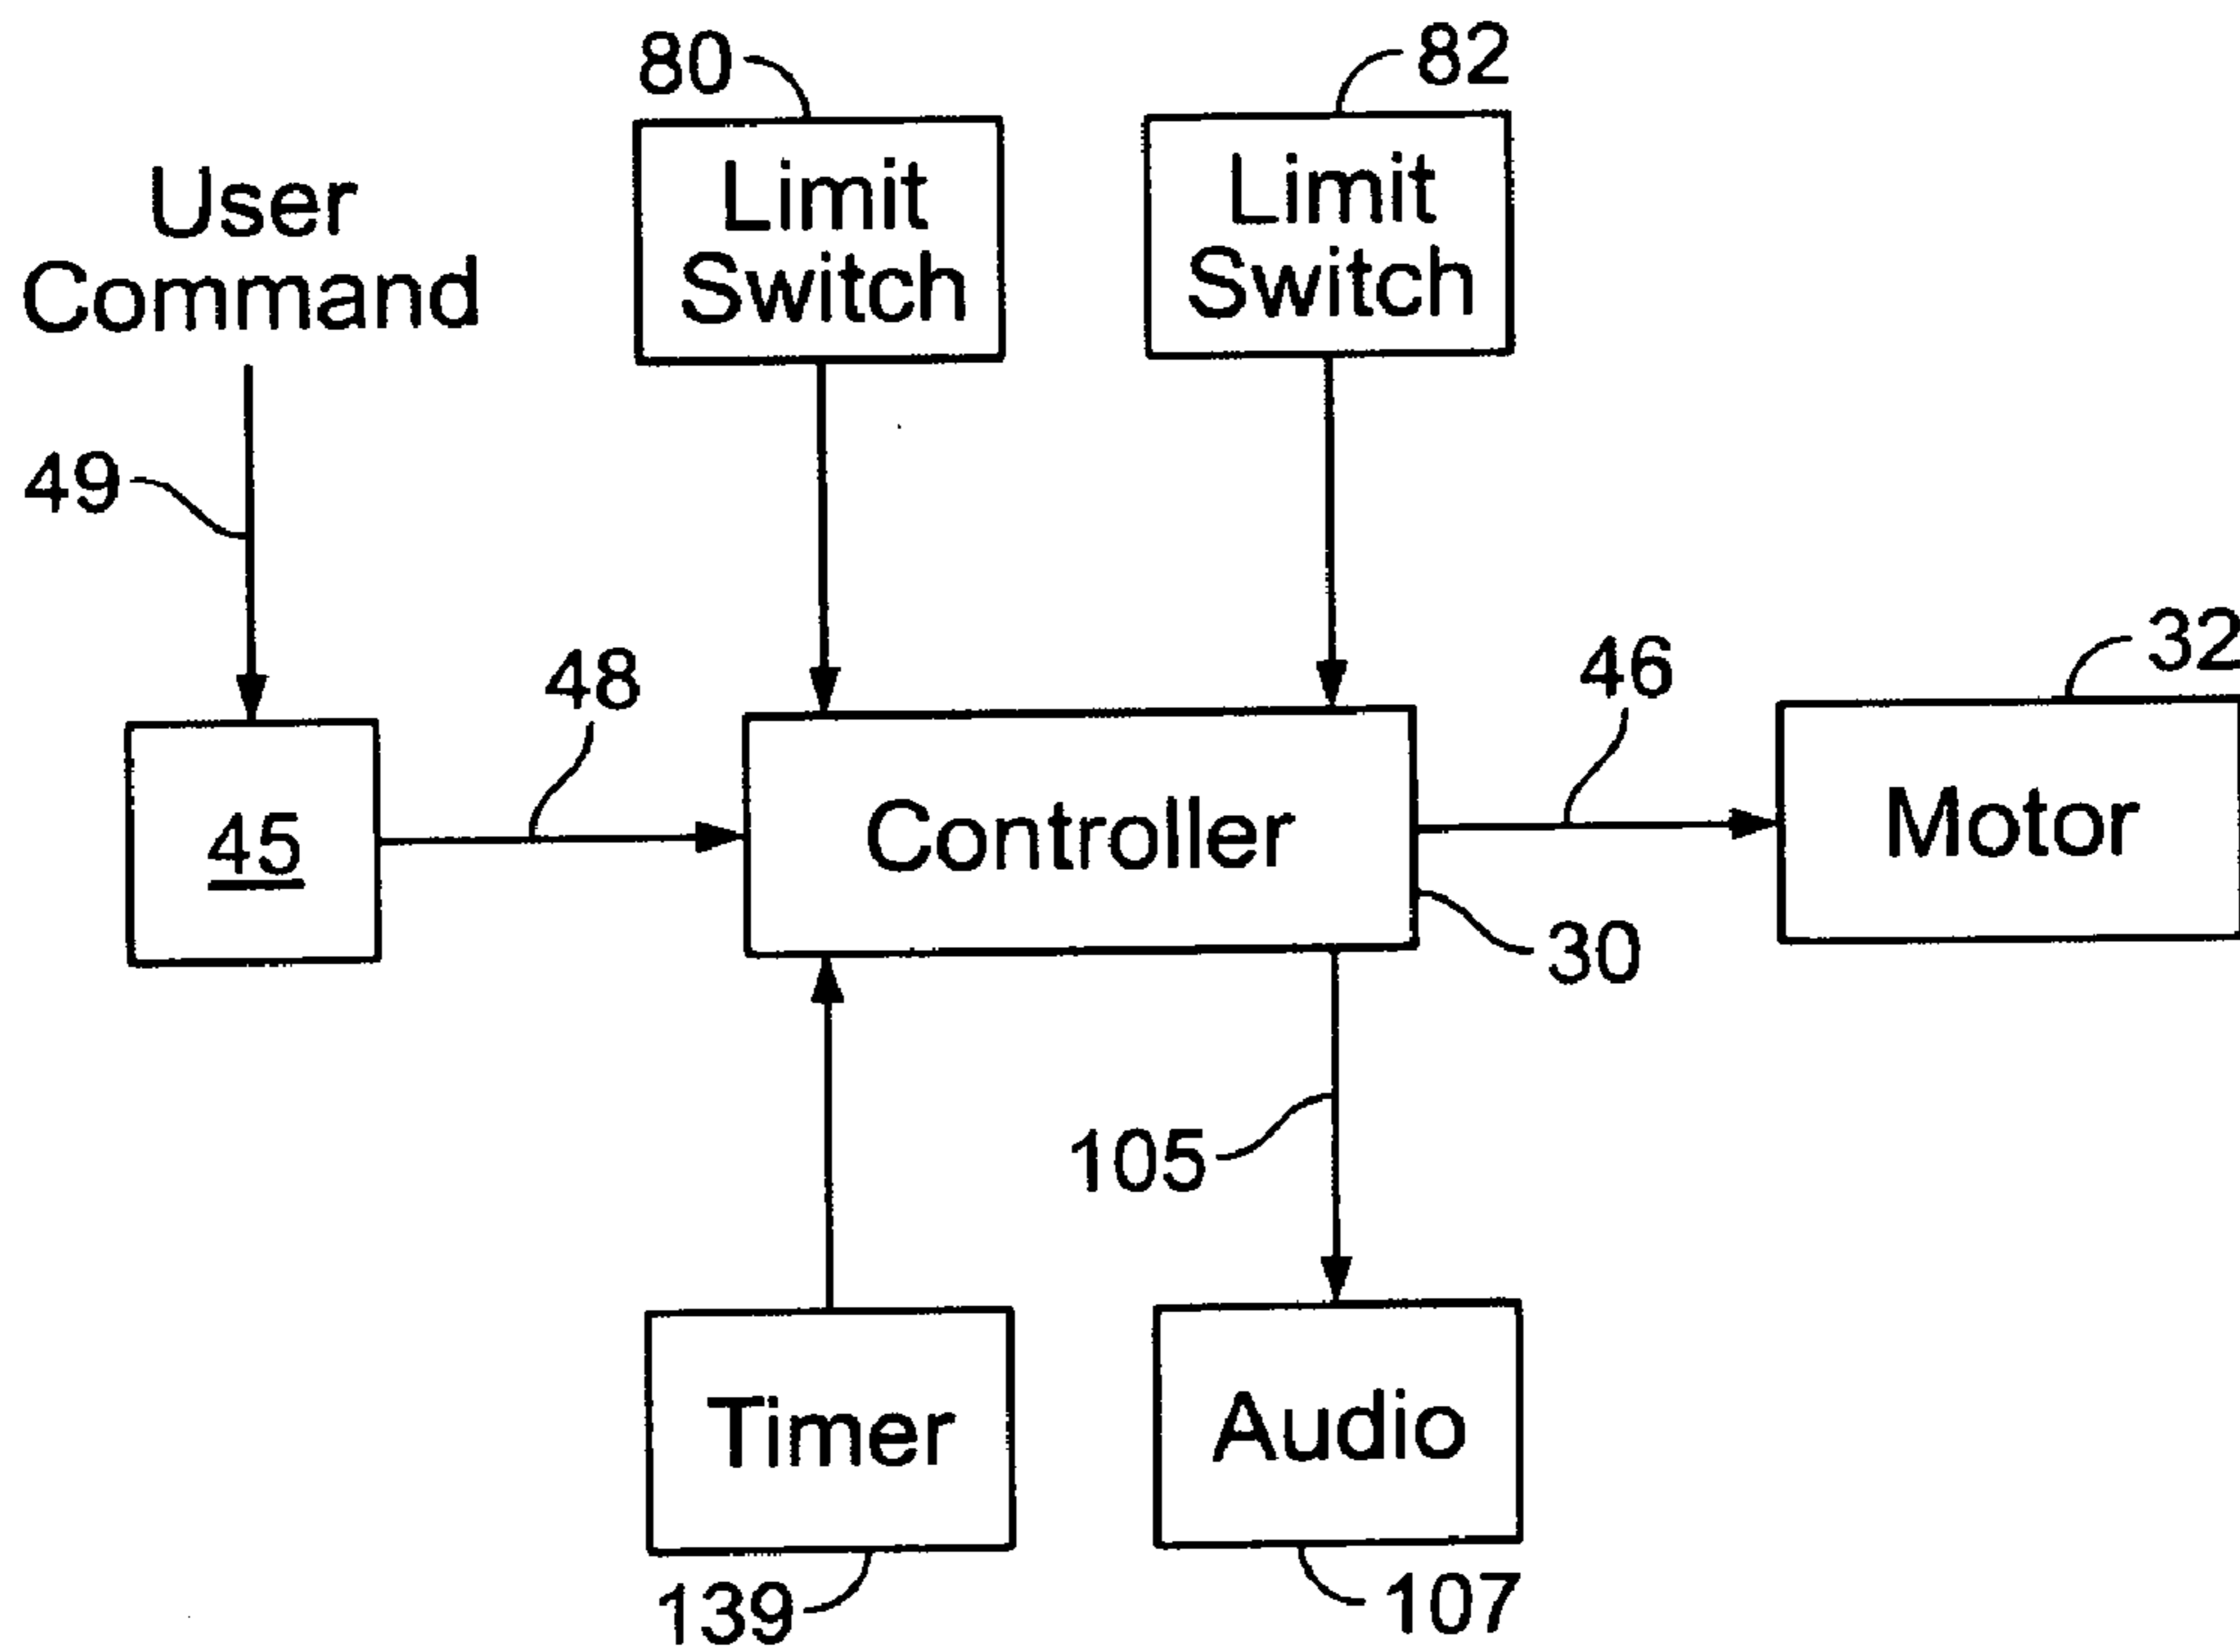 80
82
User
Command
Limit
Switch
Limit
Switch
49
48
46
32
45
Controller
Motor
30
105
Timer
Audio
139
107